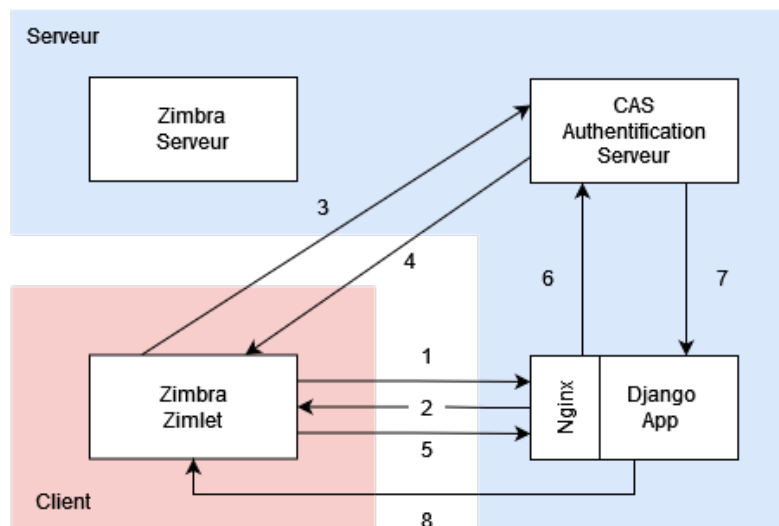 Serveur
Zimbra
Serveur
CAS
Authentification
Serveur
3
4
6
7
1
2
5
Zimbra
Zimlet
Nginx
Django
App
Client
8